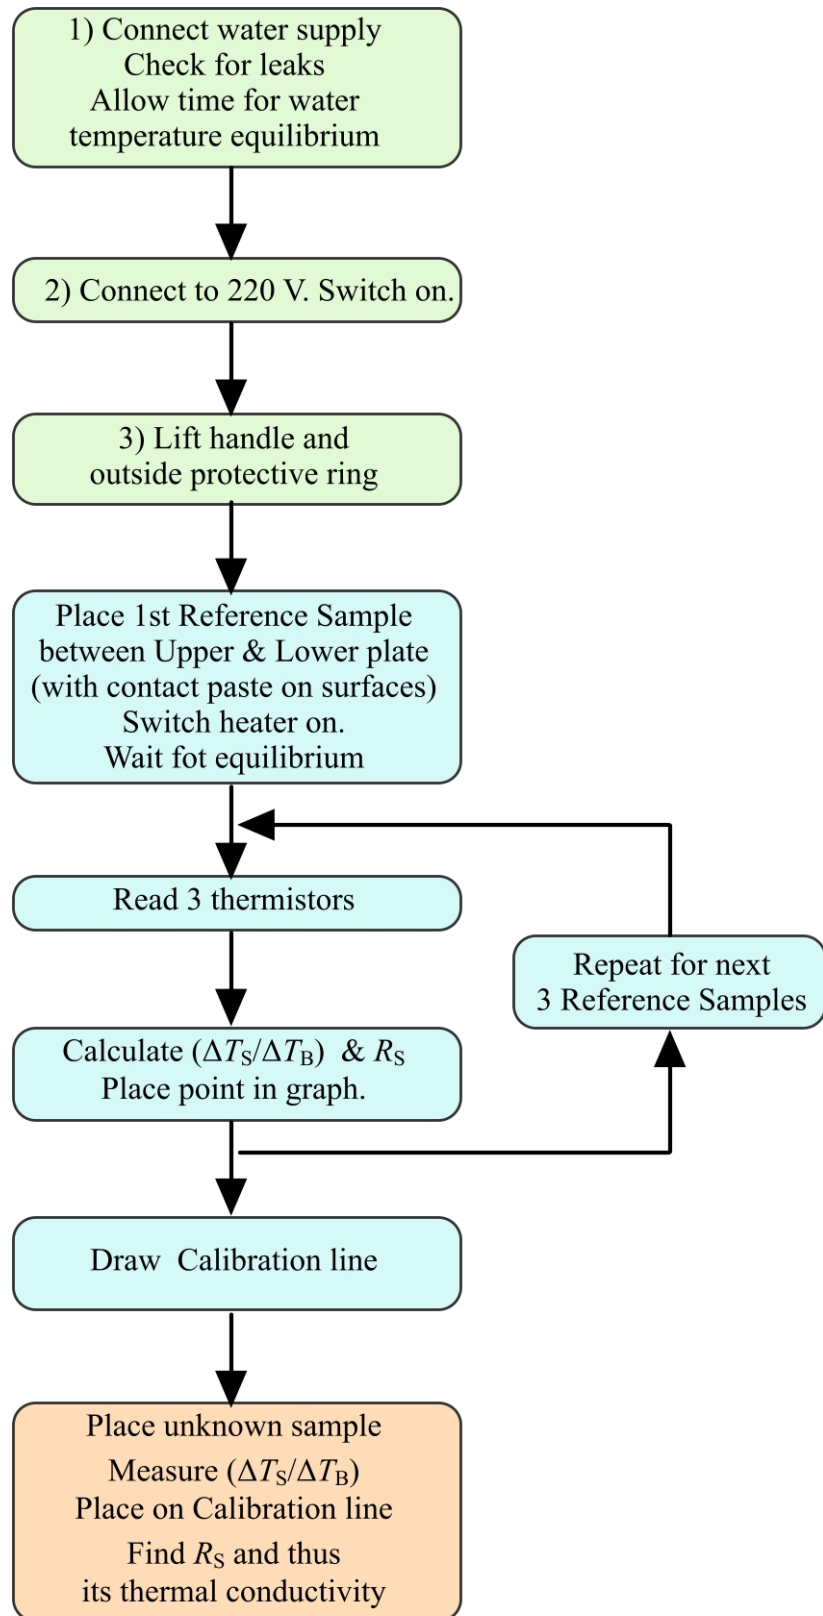 1) Connect water supply
Check for leaks
Allow time for water
temperature equilibrium
2) Connect to 220 V. Switch on.
3) Lift handle and
outside protective ring
Place 1st Reference Sample
between Upper & Lower plate
(with contact paste on surfaces)
Switch heater on.
Wait fot equilibrium
Read 3 thermistors
Repeat for next
3 Reference Samples
Calculate (ΔTS/ΔTB) & RS
Place point in graph.
Draw Calibration line
Place unknown sample
Measure (ΔTS/ΔTB)
Place on Calibration line
Find RS and thus
its thermal conductivity